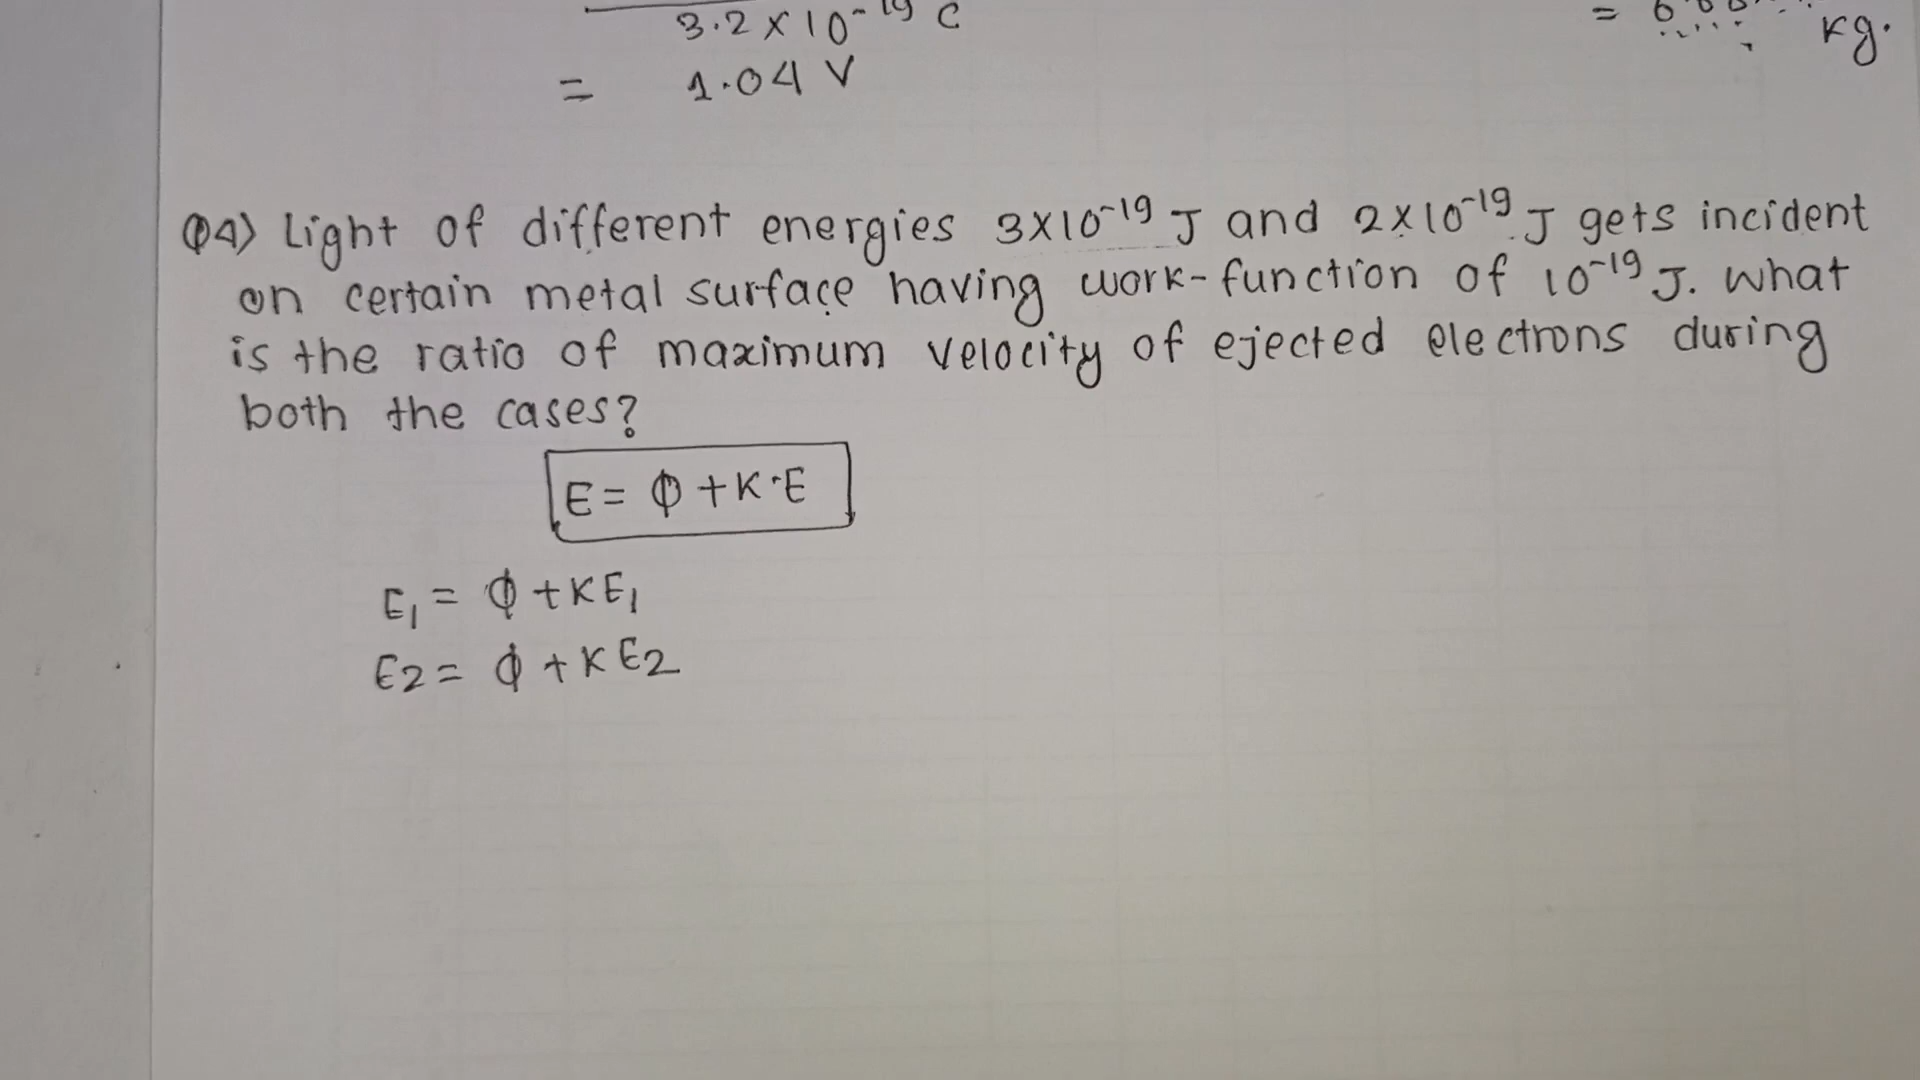 3.2 × 10⁻¹⁹ C
= 1.04 V
=
kg.
Q4) Light of different energies 3×10⁻¹⁹ J and 2×10⁻¹⁹ J gets incident
on certain metal surface having work-function of 10⁻¹⁹ J. What
is the ratio of maximum velocity of ejected electrons during
both the cases?
E = Φ + K·E
E₁ = Φ + KE₁
E2 = Φ + KE2